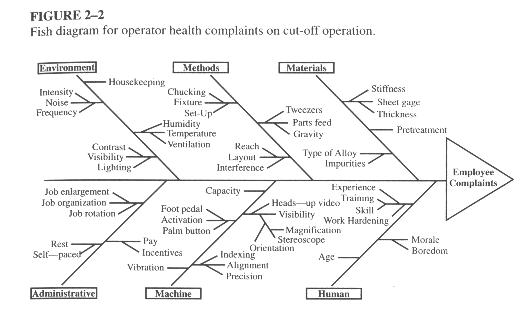 FIGURE 2–2
Fish diagram for operator health complaints on cut-off operation.
Environment
Methods
Materials
Housekeeping
Intensity
Noise
Frequency
Humidity
Temperature
Ventilation
Contrast
Visibility
Lighting
Chucking
Fixture
Set-Up
Tweezers
Parts feed
Gravity
Reach
Layout
Interference
Stiffness
Sheet gage
Thickness
Pretreatment
Type of Alloy
Impurities
Employee
Complaints
Job enlargement
Job organization
Job rotation
Rest
Self—paced
Pay
Incentives
Capacity
Foot pedal
Activation
Palm button
Heads—up video
Visibility
Magnification
Stereoscope
Orientation
Vibration
Indexing
Alignment
Precision
Experience
Training
Skill
Work Hardening
Age
Morale
Boredom
Administrative
Machine
Human